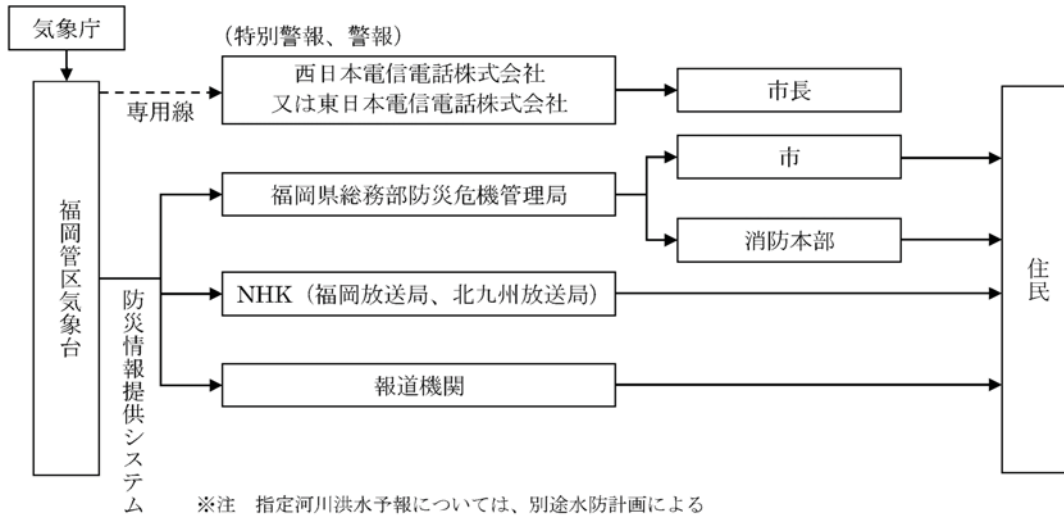 気象庁
(特別警報、警報)
西日本電信電話株式会社
又は東日本電信電話株式会社
市長
専用線
市
福岡県総務部防災危機管理局
消防本部
福岡管区気象台
住民
NHK（福岡放送局、北九州放送局）
防災情報提供システム
報道機関
※注　指定河川洪水予報については、別途水防計画による